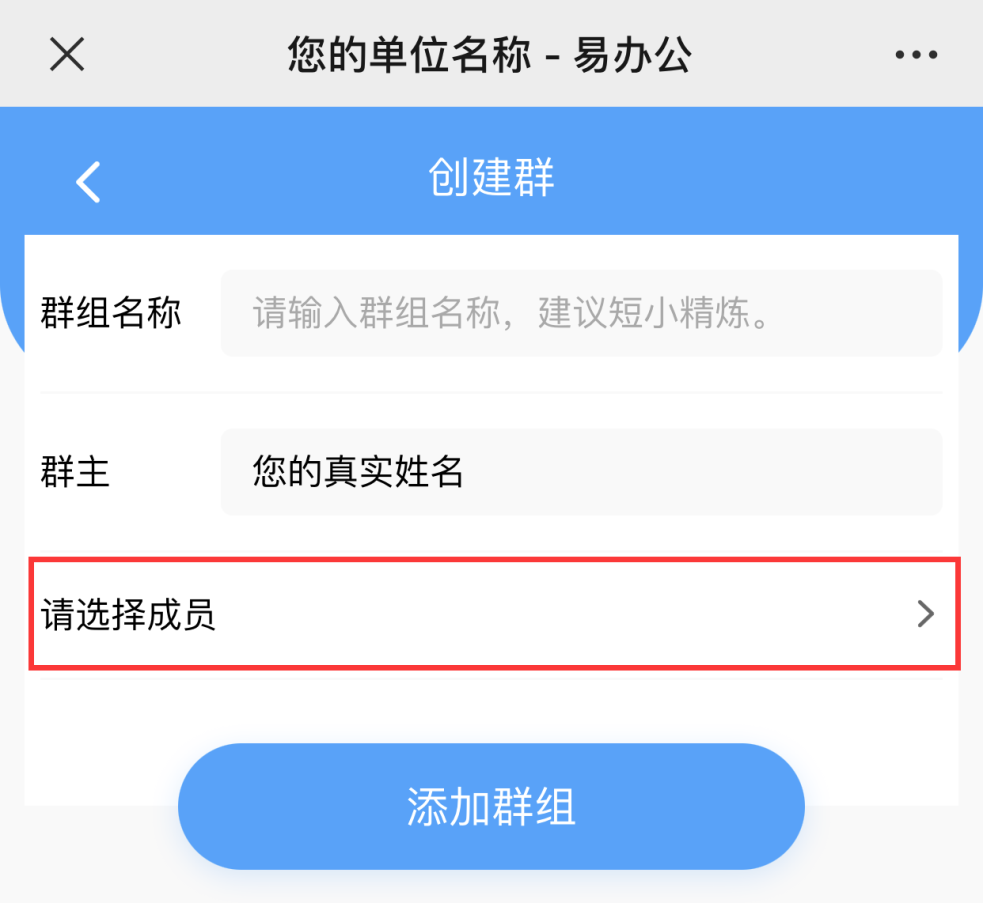 您的单位名称 - 易办公
创建群
群组名称 请输入群组名称，建议短小精炼。
群主 您的真实姓名
请选择成员
添加群组